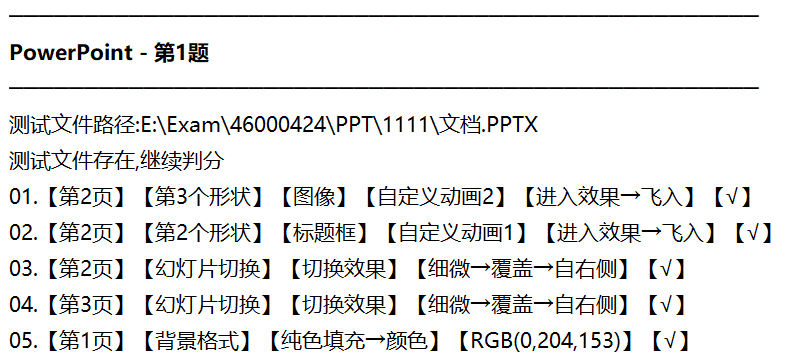 PowerPoint - 第1题
测试文件路径:E:\Exam\46000424\PPT\1111\文档.PPTX
测试文件存在,继续判分
01.【第2页】【第3个形状】【图像】【自定义动画2】【进入效果→飞入】【√】
02.【第2页】【第2个形状】【标题框】【自定义动画1】【进入效果→飞入】【√】
03.【第2页】【幻灯片切换】【切换效果】【细微→覆盖→自右侧】【√】
04.【第3页】【幻灯片切换】【切换效果】【细微→覆盖→自右侧】【√】
05.【第1页】【背景格式】【纯色填充→颜色】【RGB(0,204,153)】【√】